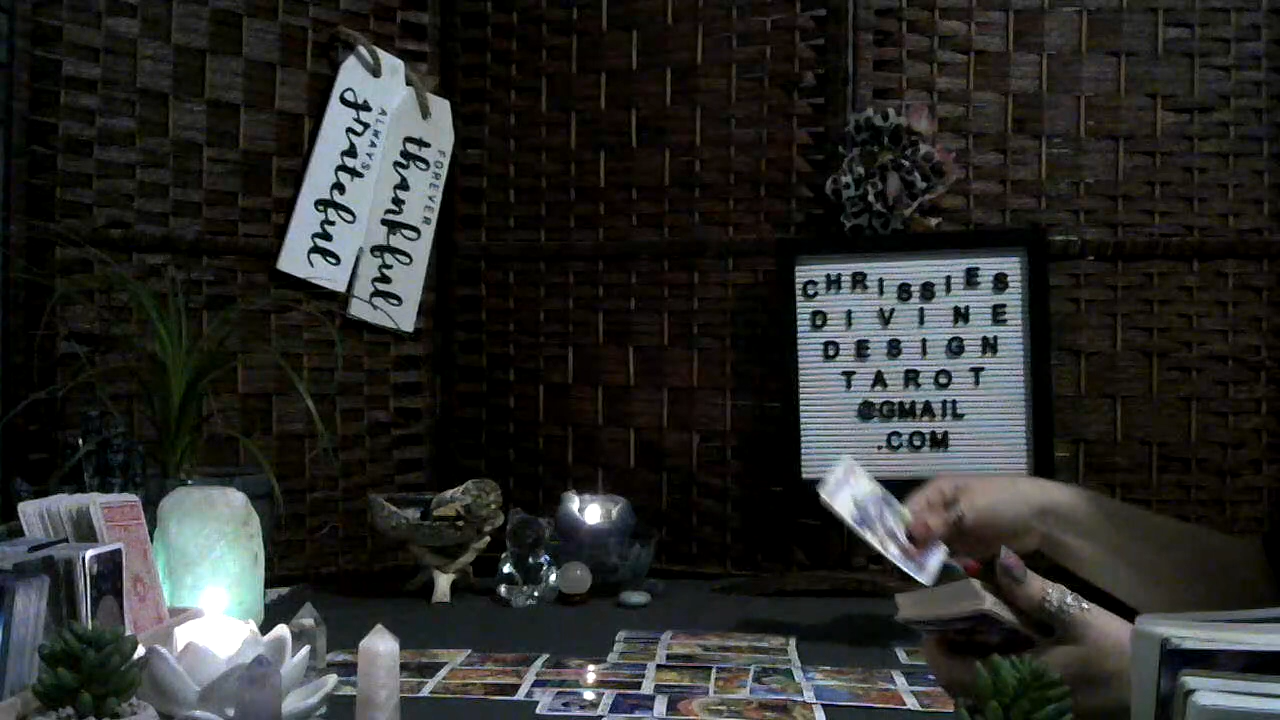 ALWAYS
grateful
FOREVER
thankful
CHRISSIES
DIVINE
DESIGN
TAROT
@GMAIL
.COM